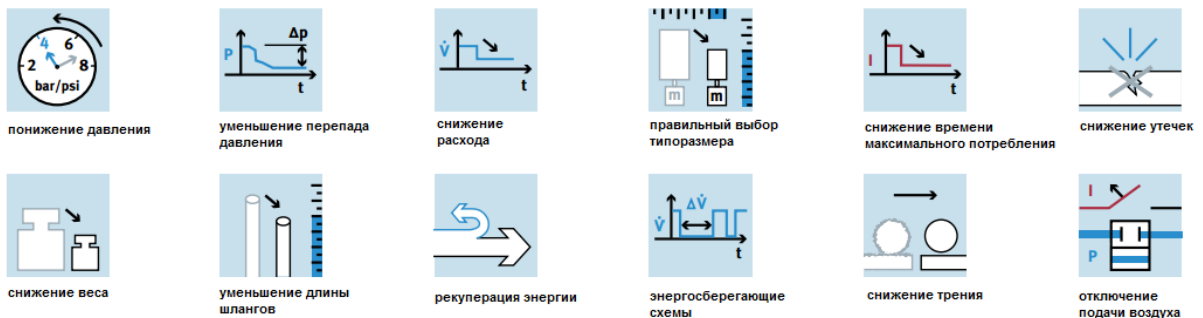 4 6
2 8
bar/psi
понижение давления
P Δp
t
уменьшение перепада
давления
V̇
t
снижение
расхода
m m
правильный выбор
типоразмера
I
t
снижение времени
максимального потребления
снижение утечек
снижение веса
уменьшение длины
шлангов
рекуперация энергии
V̇ ΔV̇
t
энергосберегающие
схемы
снижение трения
I
P
отключение
подачи воздуха